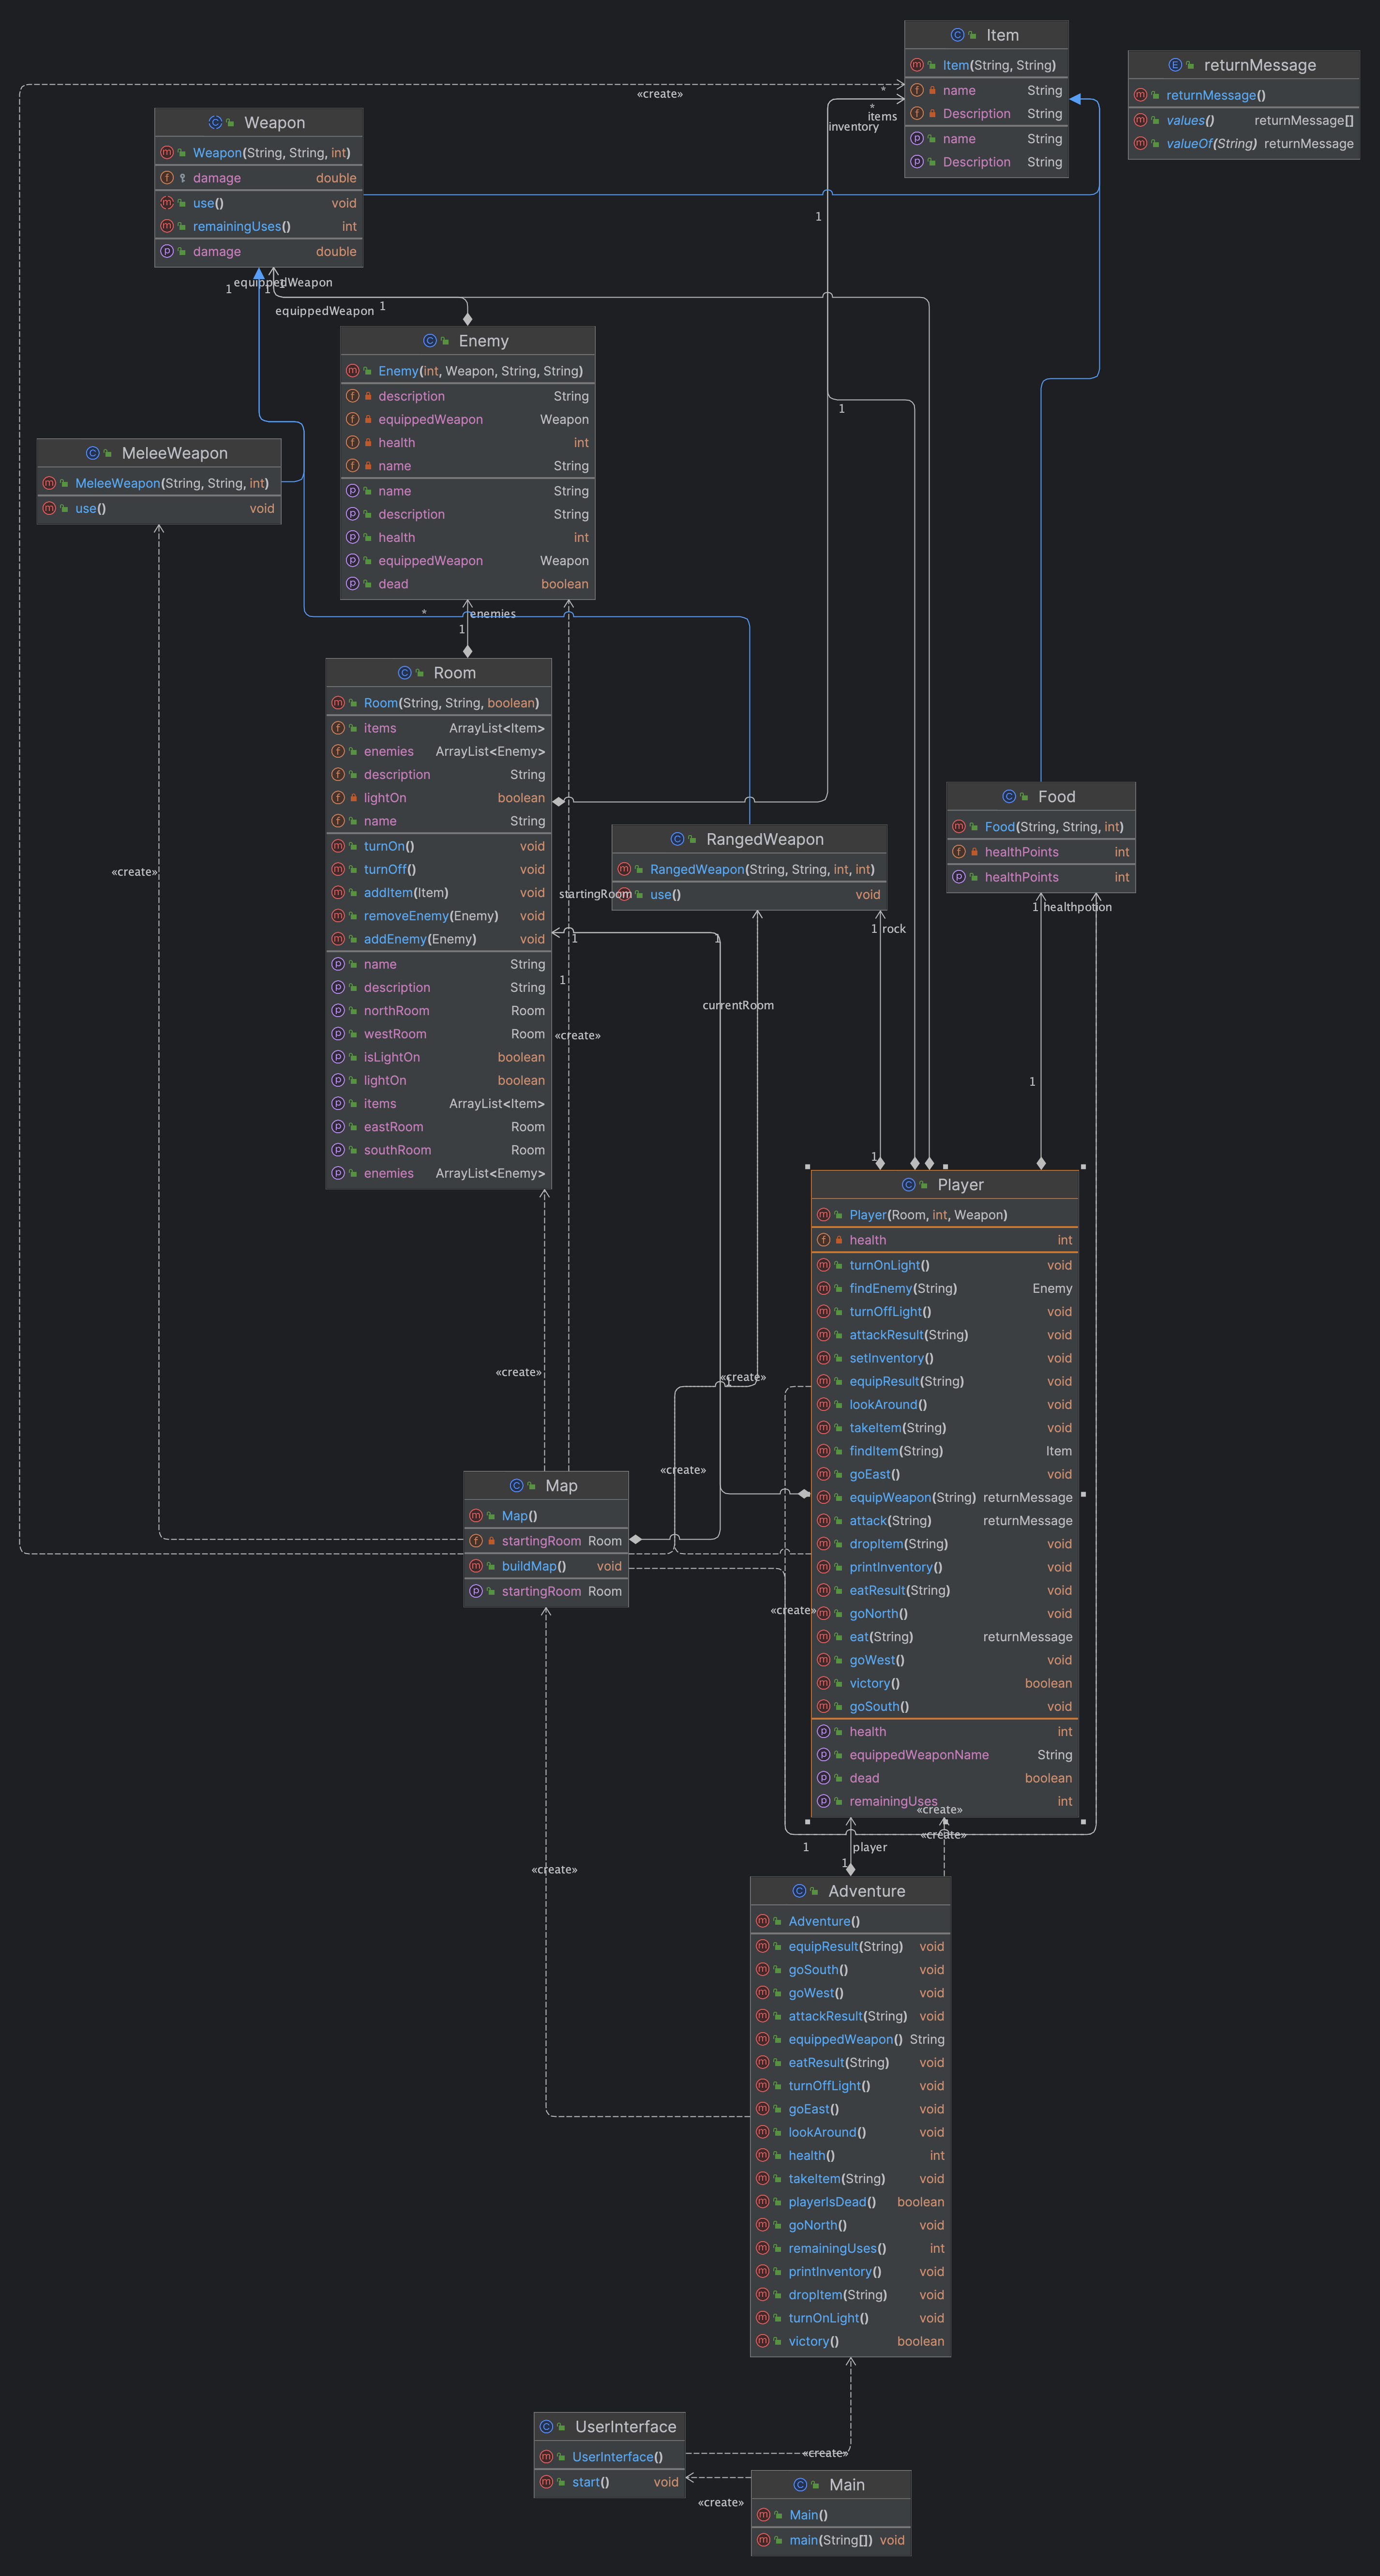 Item
Item(String, String)
name String
Description String
name String
Description String
returnMessage
returnMessage()
values() returnMessage[]
valueOf(String) returnMessage
«create»
*
*
items
inventory
1
1
Weapon
Weapon(String, String, int)
damage double
use() void
remainingUses() int
damage double
equippedWeapon
1
1
1
equippedWeapon
1
Enemy
Enemy(int, Weapon, String, String)
description String
equippedWeapon Weapon
health int
name String
name String
description String
health int
equippedWeapon Weapon
dead boolean
MeleeWeapon
MeleeWeapon(String, String, int)
use() void
*
enemies
1
Room
Room(String, String, boolean)
items ArrayList<Item>
enemies ArrayList<Enemy>
description String
lightOn boolean
name String
turnOn() void
turnOff() void
addItem(Item) void
removeEnemy(Enemy) void
addEnemy(Enemy) void
name String
description String
northRoom Room
westRoom Room
isLightOn boolean
lightOn boolean
items ArrayList<Item>
eastRoom Room
southRoom Room
enemies ArrayList<Enemy>
RangedWeapon
RangedWeapon(String, String, int, int)
use() void
Food
Food(String, String, int)
healthPoints int
healthPoints int
«create»
startingRoom
1 healthpotion
1 rock
1
1
1
currentRoom
«create»
1
1
Player
Player(Room, int, Weapon)
health int
turnOnLight() void
findEnemy(String) Enemy
turnOffLight() void
attackResult(String) void
setInventory() void
equipResult(String) void
lookAround() void
takeItem(String) void
findItem(String) Item
goEast() void
equipWeapon(String) returnMessage
attack(String) returnMessage
dropItem(String) void
printInventory() void
eatResult(String) void
goNorth() void
eat(String) returnMessage
goWest() void
victory() boolean
goSouth() void
health int
equippedWeaponName String
dead boolean
remainingUses int
«create»
«create»
1
«create»
Map
Map()
startingRoom Room
buildMap() void
startingRoom Room
«create»
«create»
«create»
1
player
1
«create»
Adventure
Adventure()
equipResult(String) void
goSouth() void
goWest() void
attackResult(String) void
equippedWeapon() String
eatResult(String) void
turnOffLight() void
goEast() void
lookAround() void
health() int
takeItem(String) void
playerIsDead() boolean
goNorth() void
remainingUses() int
printInventory() void
dropItem(String) void
turnOnLight() void
victory() boolean
UserInterface
UserInterface()
start() void
«create»
Main
Main()
main(String[]) void
«create»